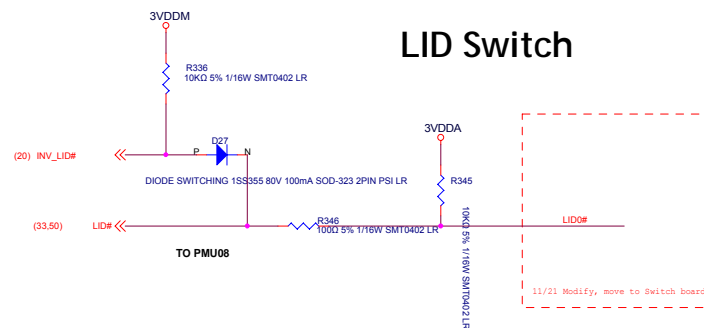 3VDDM
LID Switch
R336
10KΩ 5% 1/16W SMT0402 LR
3VDDA
D27
P
N
(20) INV_LID#
DIODE SWITCHING 1SS355 80V 100mA SOD-323 2PIN PSI LR
R345
10KΩ 5% 1/16W SMT0402 LR
(33,50) LID#
R346
100Ω 5% 1/16W SMT0402 LR
LID0#
TO PMU08
11/21 Modify, move to Switch board